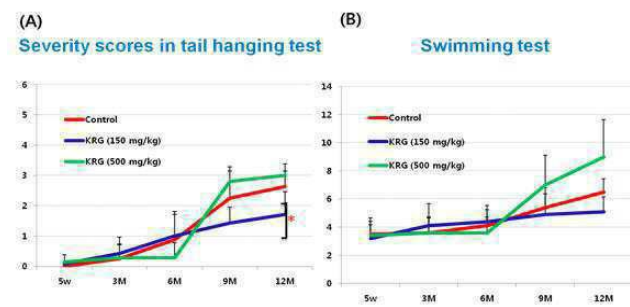 (A)
Severity scores in tail hanging test
6
5
4
3
2
1
0
Control
KRG (150 mg/kg)
KRG (500 mg/kg)
*
5w 3M 6M 9M 12M
(B)
Swimming test
14
12
10
8
6
4
2
0
Control
KRG (150 mg/kg)
KRG (500 mg/kg)
5w 3M 6M 9M 12M